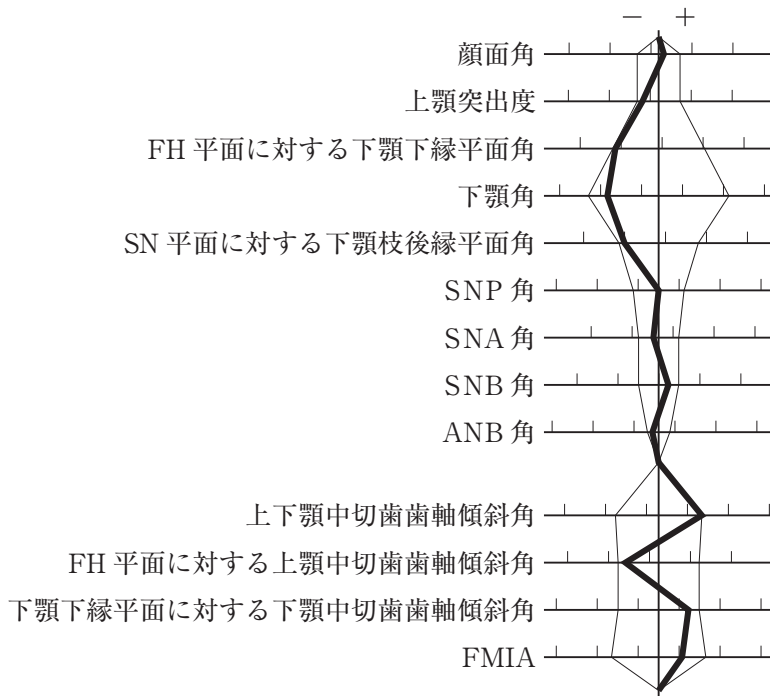 − ＋
顔面角
上顎突出度
FH 平面に対する下顎下縁平面角
下顎角
SN 平面に対する下顎枝後縁平面角
SNP 角
SNA 角
SNB 角
ANB 角
上下顎中切歯歯軸傾斜角
FH 平面に対する上顎中切歯歯軸傾斜角
下顎下縁平面に対する下顎中切歯歯軸傾斜角
FMIA